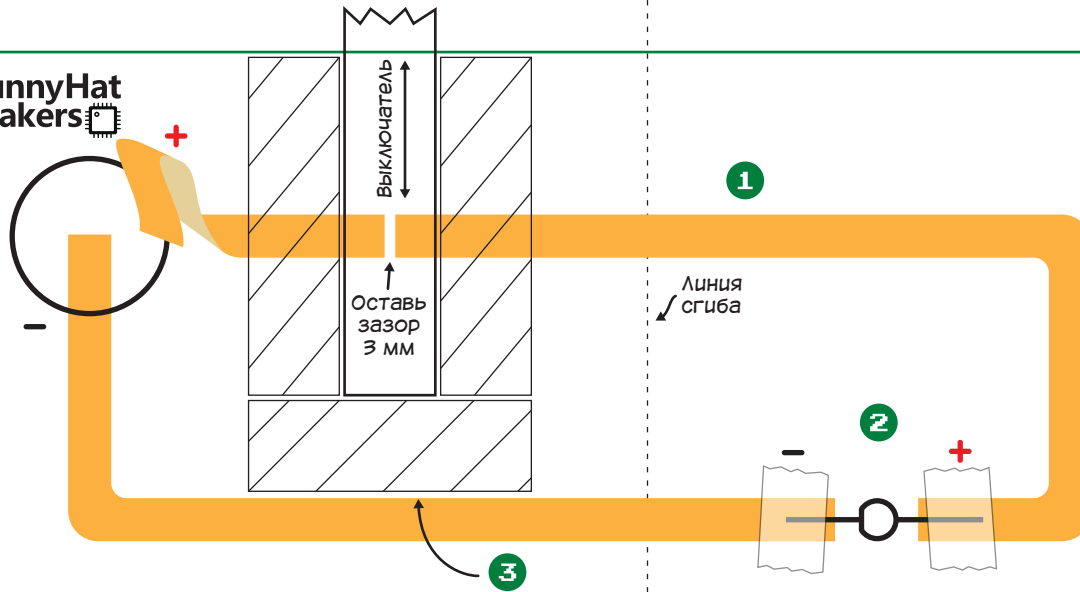 unnyHat
akers
+
Выключатель
1
Оставь
зазор
3 мм
Линия
сгиба
−
2
−
+
3